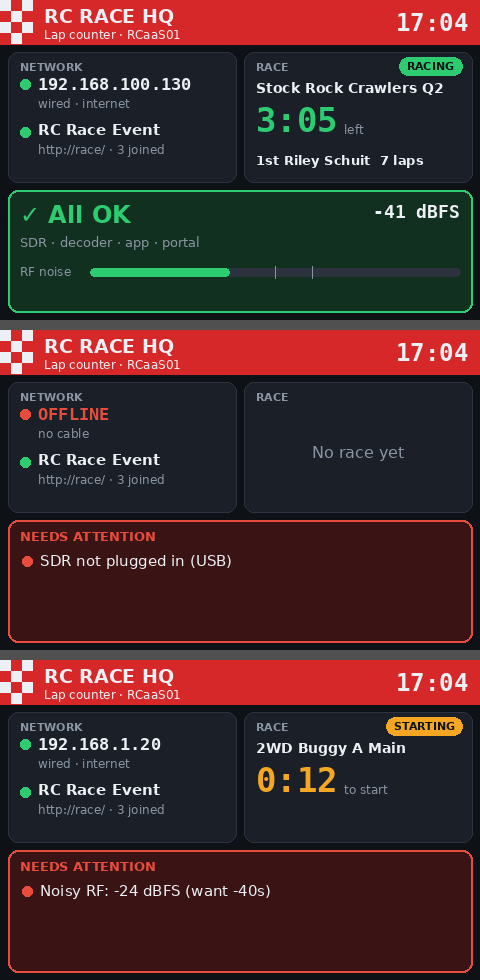 RC RACE HQ
Lap counter · RCaaS01
17:04
NETWORK
192.168.100.130
wired · internet
RC Race Event
http://race/ · 3 joined
RACE
RACING
Stock Rock Crawlers Q2
3:05 left
1st Riley Schuit 7 laps
✓ All OK
-41 dBFS
SDR · decoder · app · portal
RF noise
RC RACE HQ
Lap counter · RCaaS01
17:04
NETWORK
OFFLINE
no cable
RC Race Event
http://race/ · 3 joined
RACE
No race yet
NEEDS ATTENTION
SDR not plugged in (USB)
RC RACE HQ
Lap counter · RCaaS01
17:04
NETWORK
192.168.1.20
wired · internet
RC Race Event
http://race/ · 3 joined
RACE
STARTING
2WD Buggy A Main
0:12 to start
NEEDS ATTENTION
Noisy RF: -24 dBFS (want -40s)